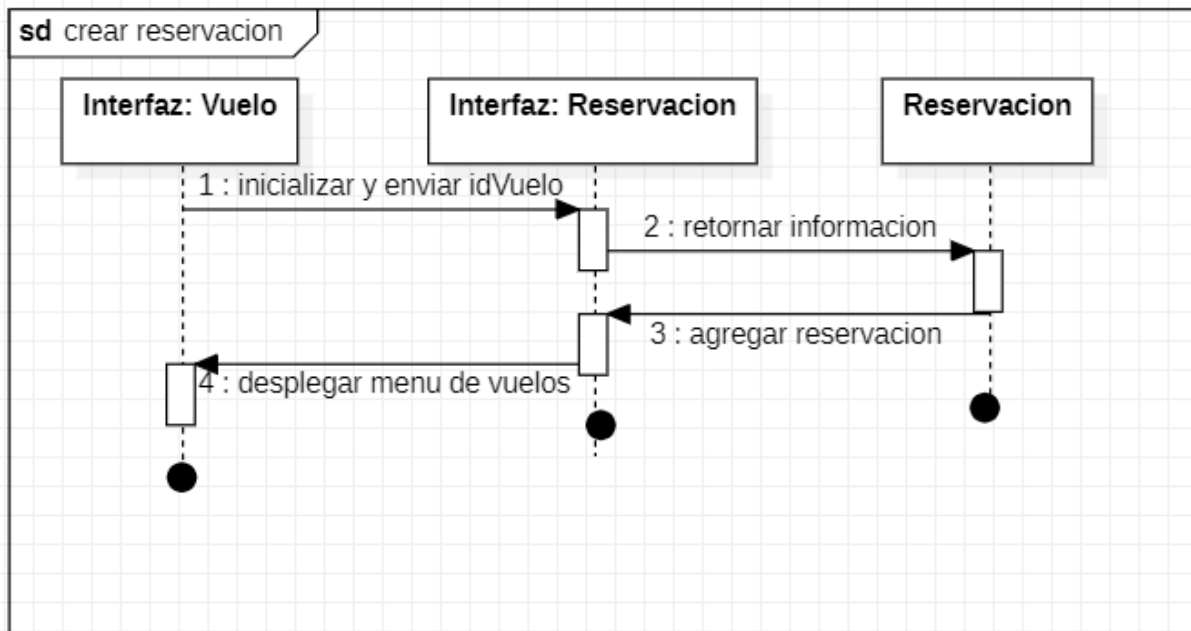 sd crear reservacion
Interfaz: Vuelo
Interfaz: Reservacion
Reservacion
1 : inicializar y enviar idVuelo
2 : retornar informacion
3 : agregar reservacion
4 : desplegar menu de vuelos